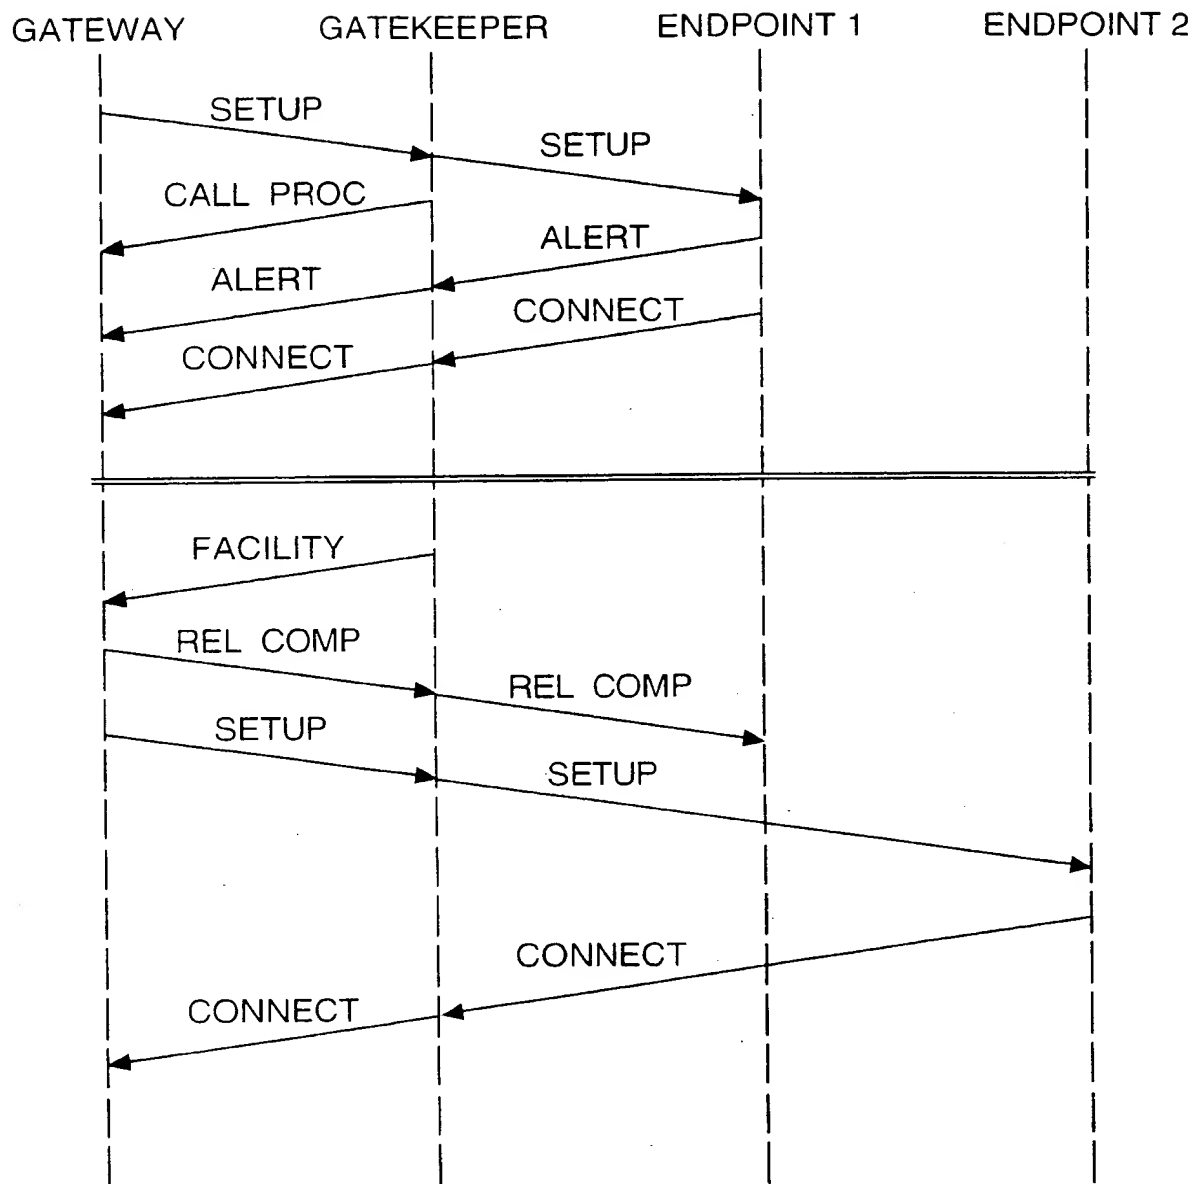 GATEWAY GATEKEEPER ENDPOINT 1 ENDPOINT 2
SETUP
SETUP
CALL PROC
ALERT
ALERT
CONNECT
CONNECT
FACILITY
REL COMP
REL COMP
SETUP
SETUP
CONNECT
CONNECT